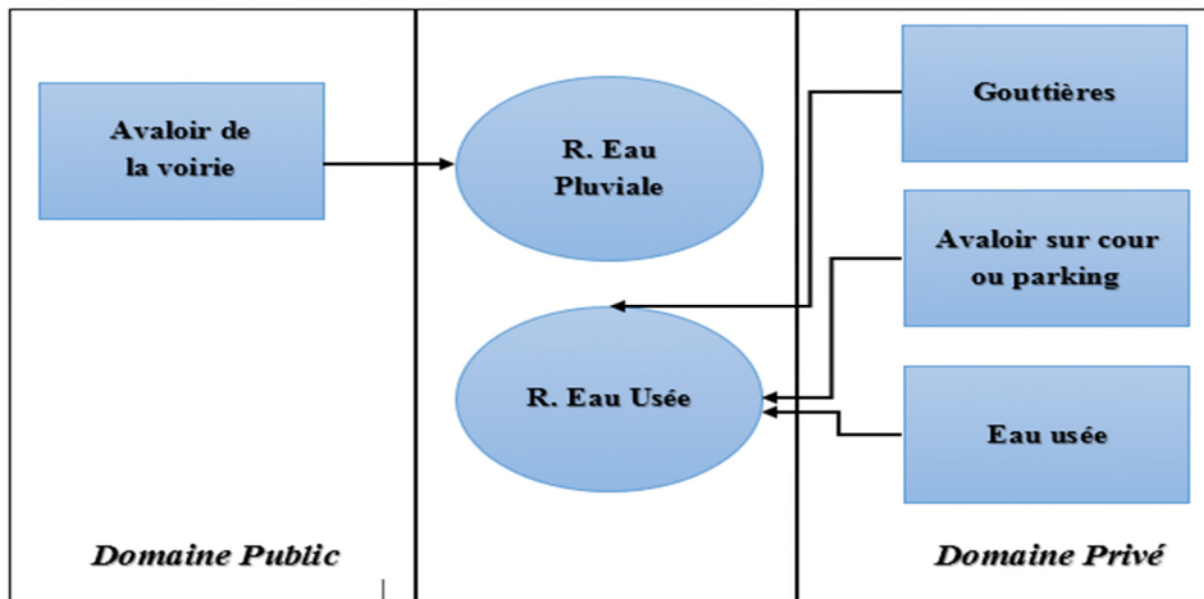 Avaloir de
la voirie
R. Eau
Pluviale
Gouttières
Avaloir sur cour
ou parking
R. Eau Usée
Eau usée
Domaine Public
Domaine Privé